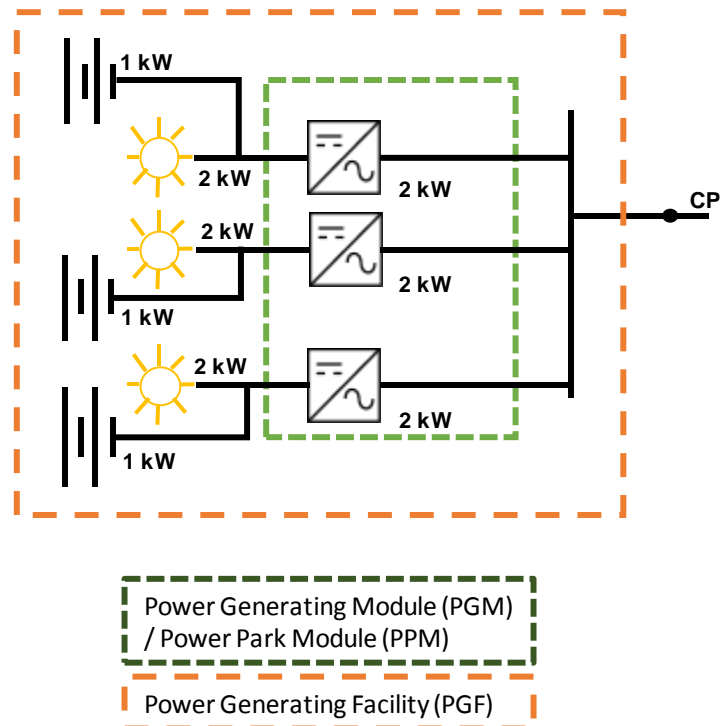 1 kW
2 kW
2 kW
2 kW
1 kW
2 kW
2 kW
1 kW
2 kW
CP
Power Generating Module (PGM)
/ Power Park Module (PPM)
Power Generating Facility (PGF)